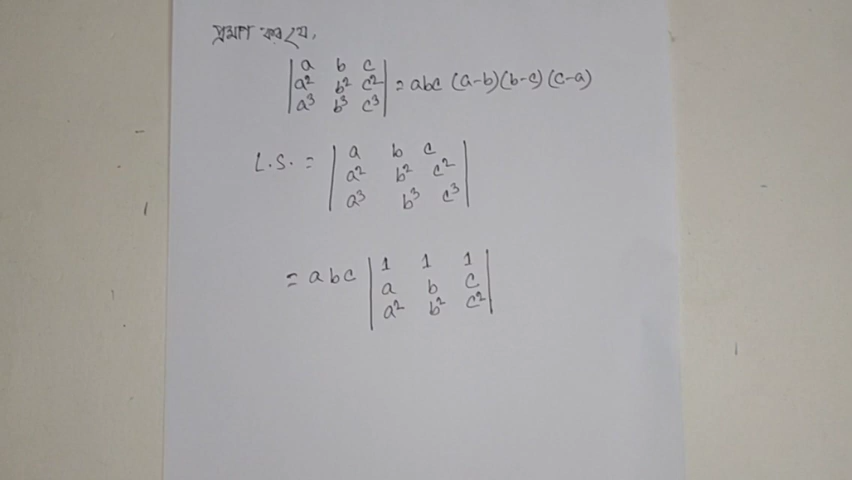 প্রমাণ কর যে,
| a b c |
| a² b² c² | = abc (a-b)(b-c)(c-a)
| a³ b³ c³ |
L.S. = | a b c |
| a² b² c² |
| a³ b³ c³ |
= abc | 1 1 1 |
| a b c |
| a² b² c² |